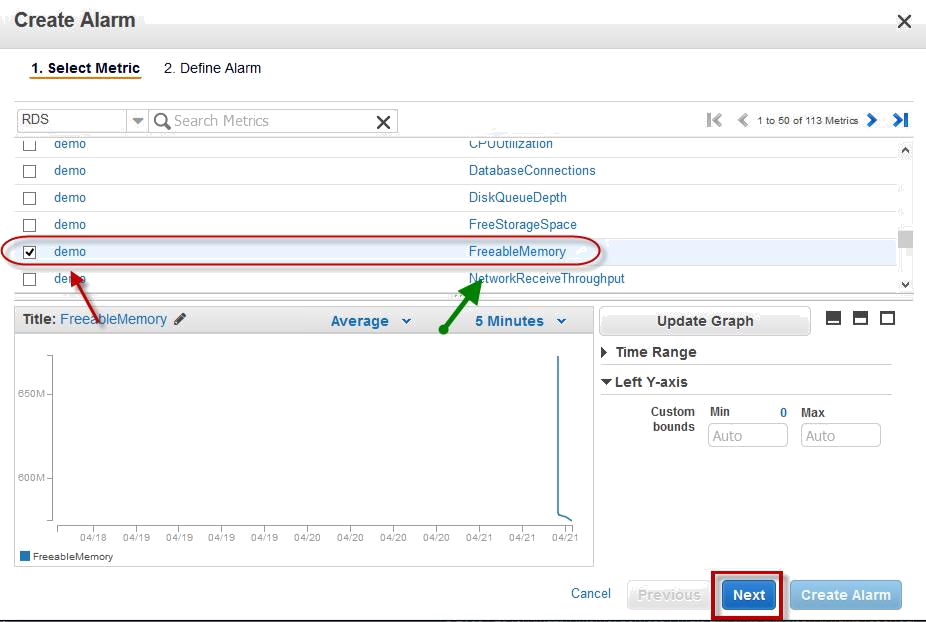 Create Alarm
1. Select Metric 2. Define Alarm
RDS Search Metrics 1 to 50 of 113 Metrics
demo CPUUtilization
demo DatabaseConnections
demo DiskQueueDepth
demo FreeStorageSpace
demo FreeableMemory
demo NetworkReceiveThroughput
Title: FreeableMemory Average 5 Minutes Update Graph
Time Range
Left Y-axis
Custom bounds Min 0 Max
Auto Auto
650M
600M
04/18 04/19 04/19 04/19 04/19 04/20 04/20 04/20 04/20 04/21 04/21 04/21
FreeableMemory
Cancel Previous Next Create Alarm